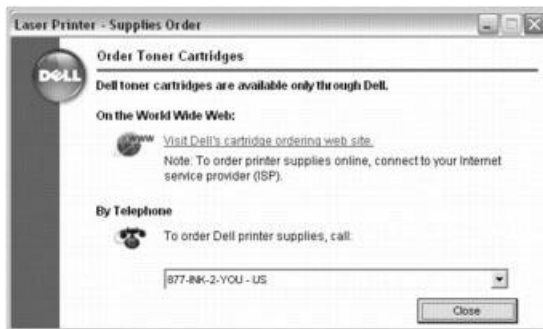 Laser Printer - Supplies Order
Order Toner Cartridges
DELL
Dell toner cartridges are available only through Dell.
On the World Wide Web:
www
Visit Dell's cartridge ordering web site.
Note: To order printer supplies online, connect to your Internet
service provider (ISP).
By Telephone
To order Dell printer supplies, call:
877-INK-2-YOU - US
Close